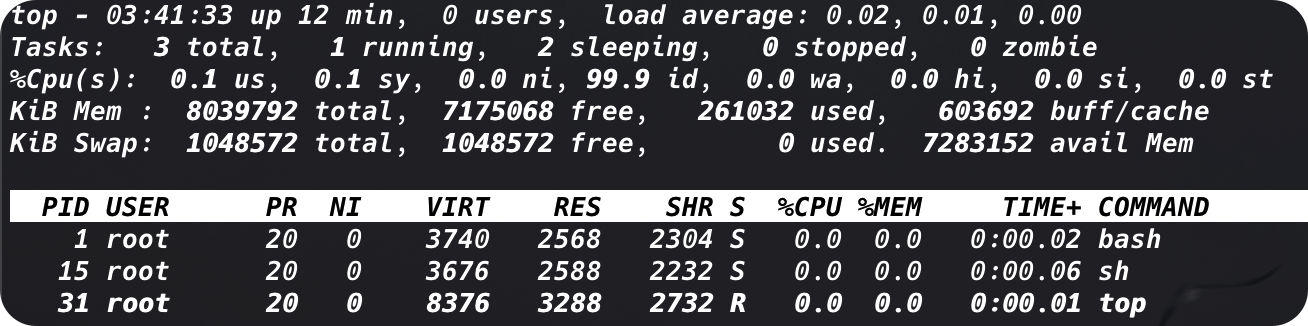 top - 03:41:33 up 12 min,  0 users,  load average: 0.02, 0.01, 0.00
Tasks:   3 total,   1 running,   2 sleeping,   0 stopped,   0 zombie
%Cpu(s):  0.1 us,  0.1 sy,  0.0 ni, 99.9 id,  0.0 wa,  0.0 hi,  0.0 si,  0.0 st
KiB Mem :  8039792 total,  7175068 free,   261032 used,   603692 buff/cache
KiB Swap:  1048572 total,  1048572 free,        0 used.  7283152 avail Mem
  PID USER      PR  NI    VIRT    RES    SHR S  %CPU %MEM     TIME+ COMMAND
    1 root      20   0    3740   2568   2304 S   0.0  0.0   0:00.02 bash
   15 root      20   0    3676   2588   2232 S   0.0  0.0   0:00.06 sh
   31 root      20   0    8376   3288   2732 R   0.0  0.0   0:00.01 top